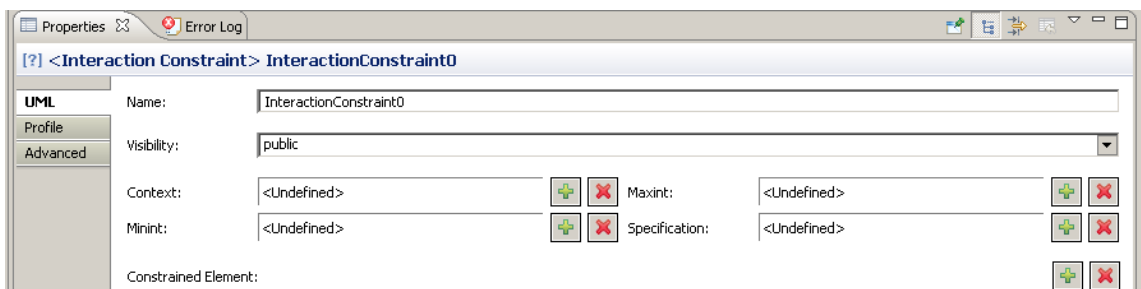 Properties Error Log
[?] <Interaction Constraint> InteractionConstraint0
UML Name: InteractionConstraint0
Profile
Visibility: public
Advanced
Context: <Undefined> Maxint: <Undefined>
Minint: <Undefined> Specification: <Undefined>
Constrained Element: